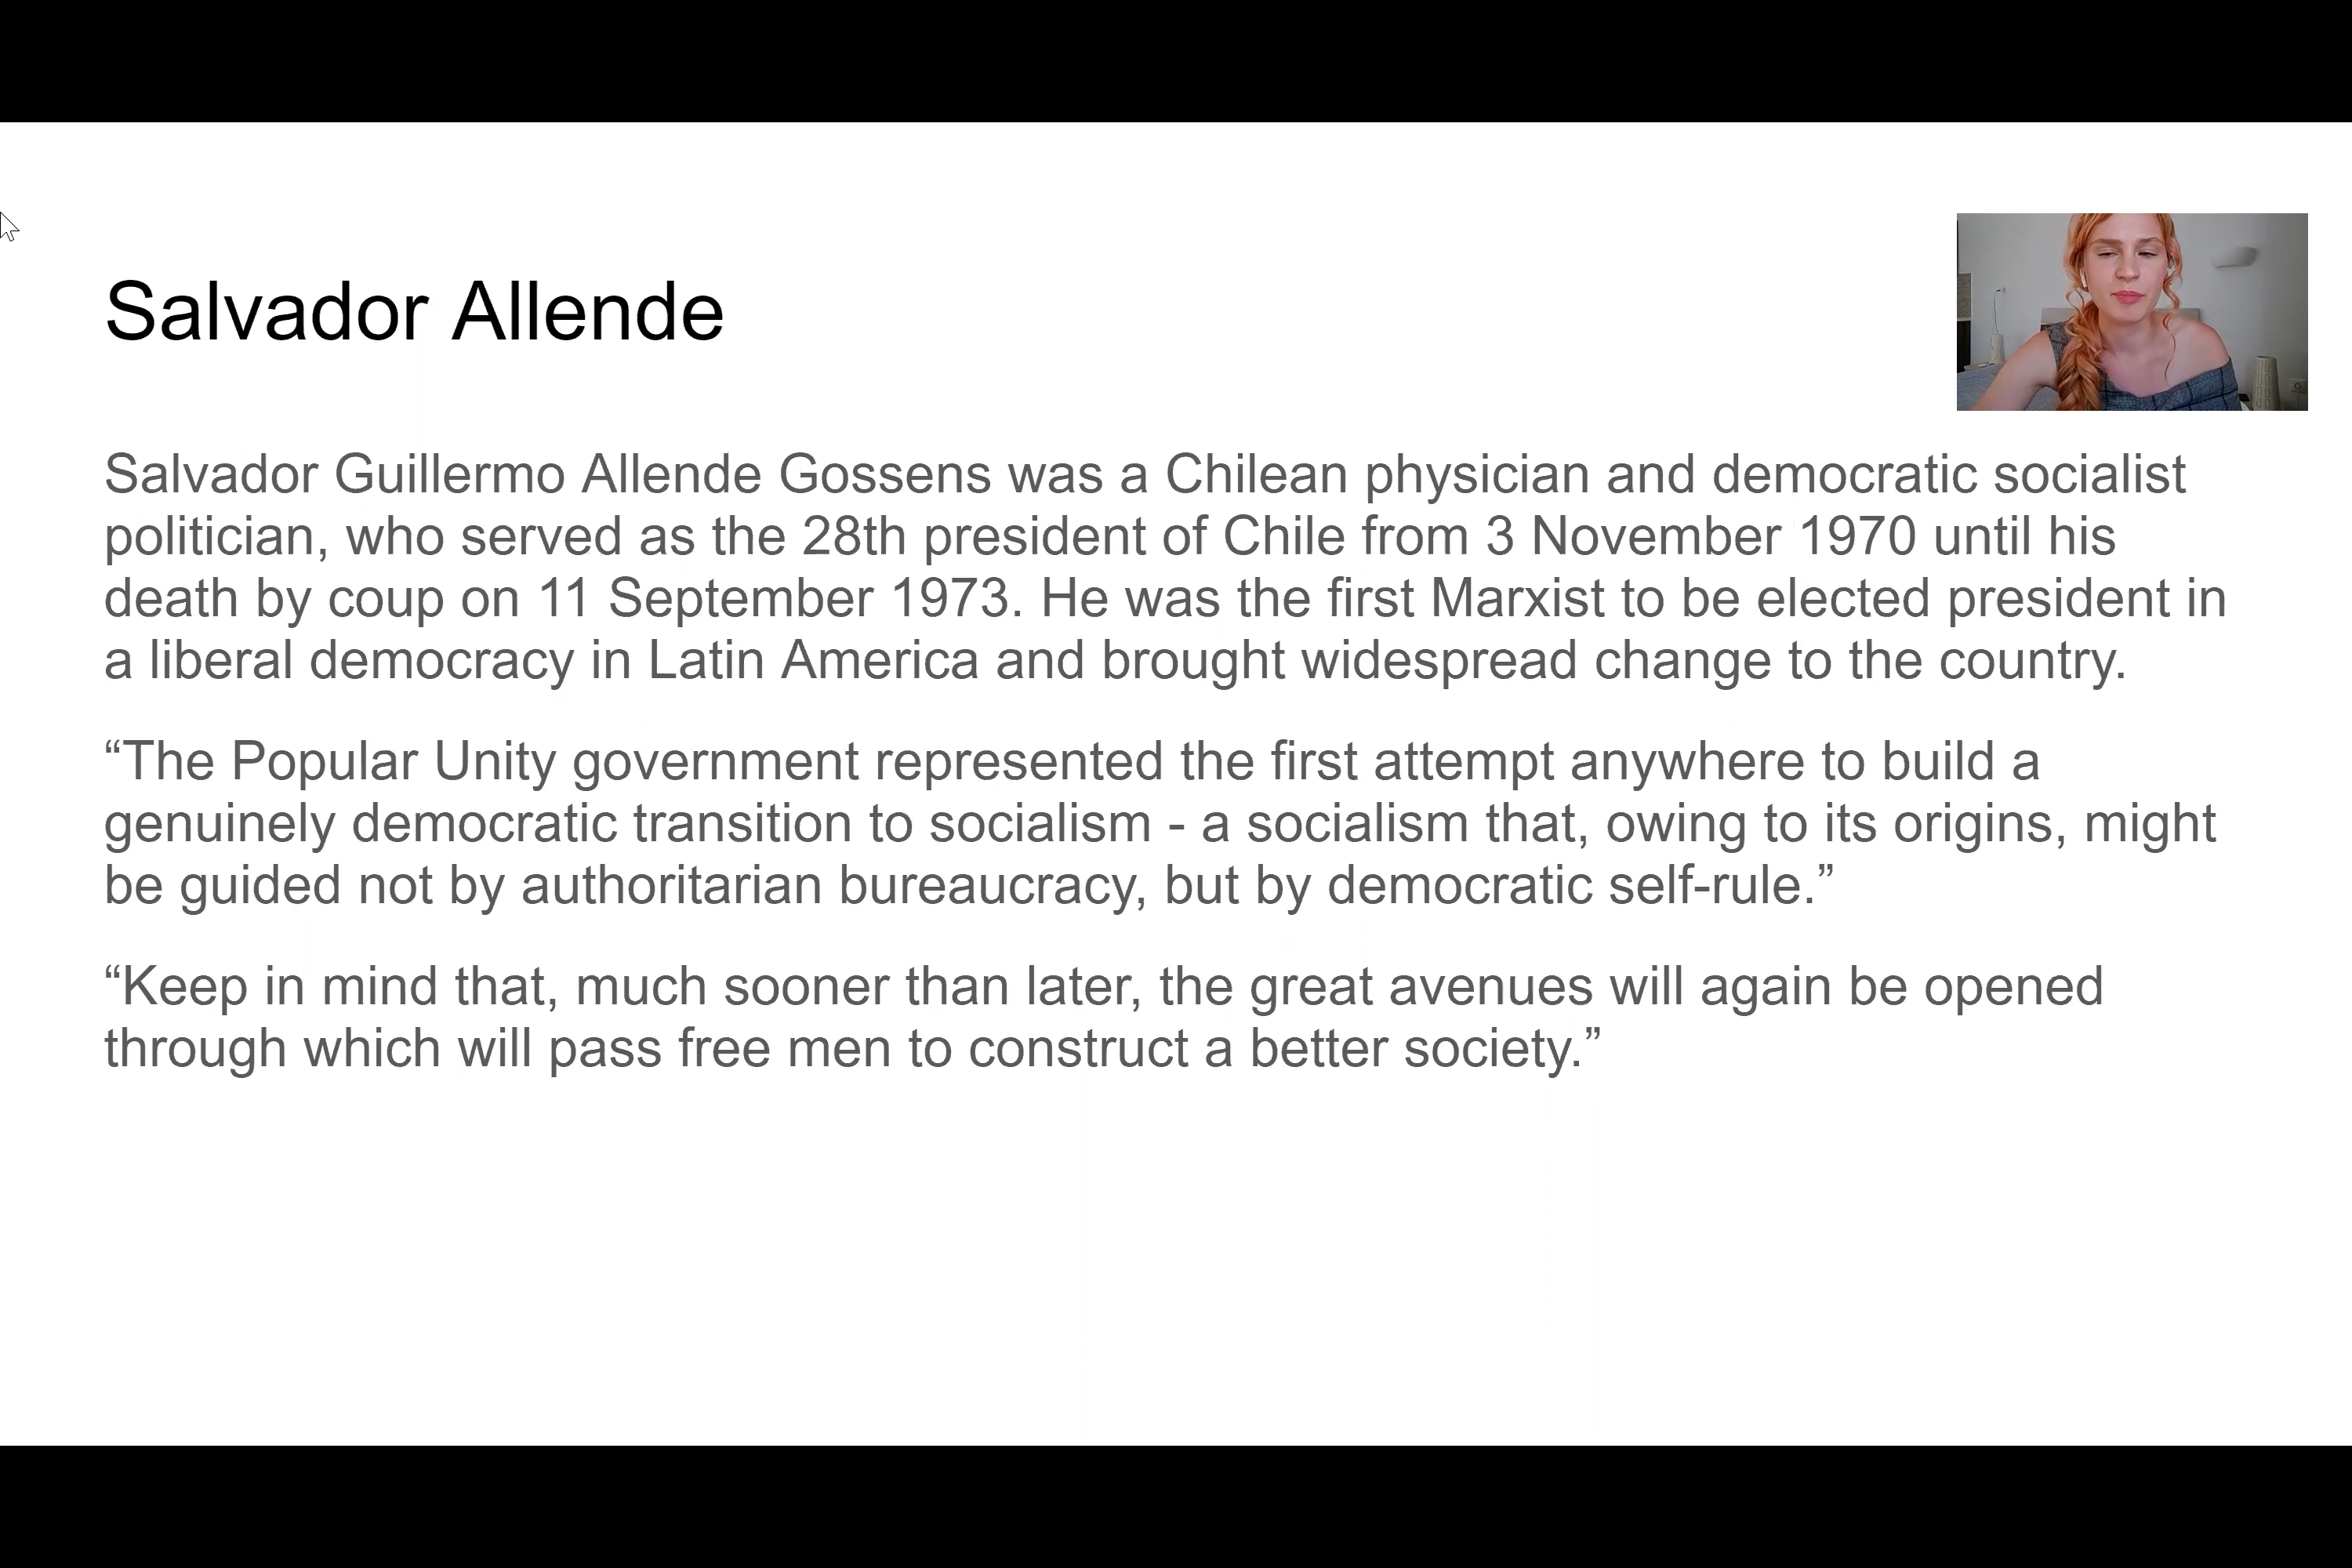 Salvador Allende
Salvador Guillermo Allende Gossens was a Chilean physician and democratic socialist
politician, who served as the 28th president of Chile from 3 November 1970 until his
death by coup on 11 September 1973. He was the first Marxist to be elected president in
a liberal democracy in Latin America and brought widespread change to the country.
“The Popular Unity government represented the first attempt anywhere to build a
genuinely democratic transition to socialism - a socialism that, owing to its origins, might
be guided not by authoritarian bureaucracy, but by democratic self-rule.”
“Keep in mind that, much sooner than later, the great avenues will again be opened
through which will pass free men to construct a better society.”